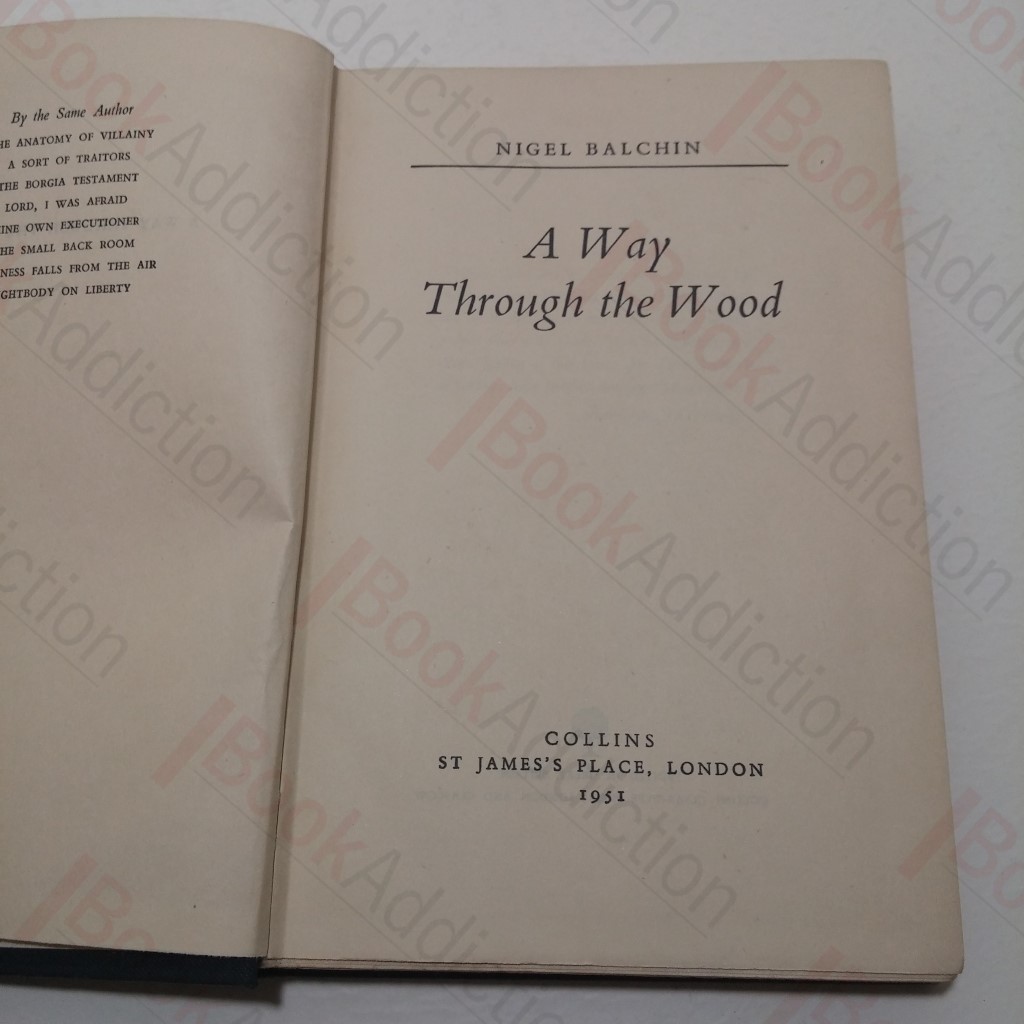 By the Same Author
HE ANATOMY OF VILLAINY
A SORT OF TRAITORS
THE BORGIA TESTAMENT
LORD, I WAS AFRAID
INE OWN EXECUTIONER
HE SMALL BACK ROOM
NESS FALLS FROM THE AIR
GHTBODY ON LIBERTY
NIGEL BALCHIN
A Way
Through the Wood
COLLINS
ST JAMES'S PLACE, LONDON
1951
BookAddiction